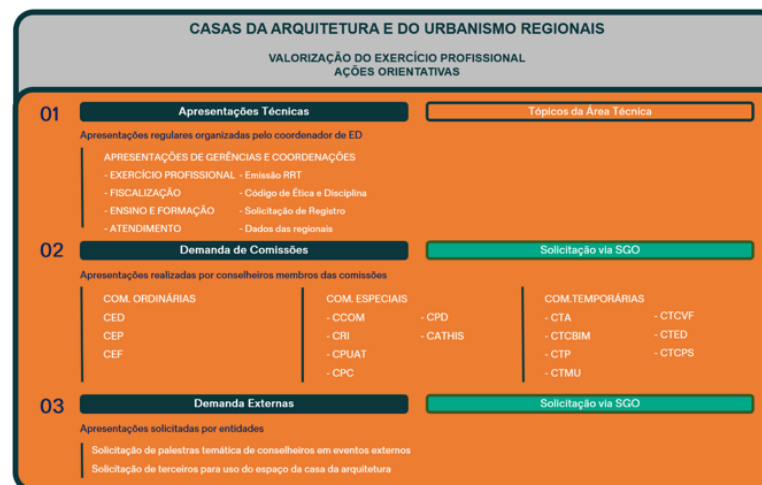 CASAS DA ARQUITETURA E DO URBANISMO REGIONAIS
VALORIZAÇÃO DO EXERCÍCIO PROFISSIONAL
AÇÕES ORIENTATIVAS
01
Apresentações Técnicas
Tópicos da Área Técnica
Apresentações regulares organizadas pelo coordenador de ED
APRESENTAÇÕES DE GERÊNCIAS E COORDENAÇÕES
- EXERCÍCIO PROFISSIONAL - Emissão RRT
- FISCALIZAÇÃO - Código de Ética e Disciplina
- ENSINO E FORMAÇÃO - Solicitação de Registro
- ATENDIMENTO - Dados das regionais
02
Demanda de Comissões
Solicitação via SGO
Apresentações realizadas por conselheiros membros das comissões
COM. ORDINÁRIAS
CED
CEP
CEF
COM. ESPECIAIS
- CCOM - CPD
- CRI - CATHIS
- CPUAT
- CPC
COM.TEMPORÁRIAS
- CTA - CTCVF
- CTCBIM - CTED
- CTP - CTCPS
- CTMU
03
Demanda Externas
Solicitação via SGO
Apresentações solicitadas por entidades
Solicitação de palestras temática de conselheiros em eventos externos
Solicitação de terceiros para uso do espaço da casa da arquitetura